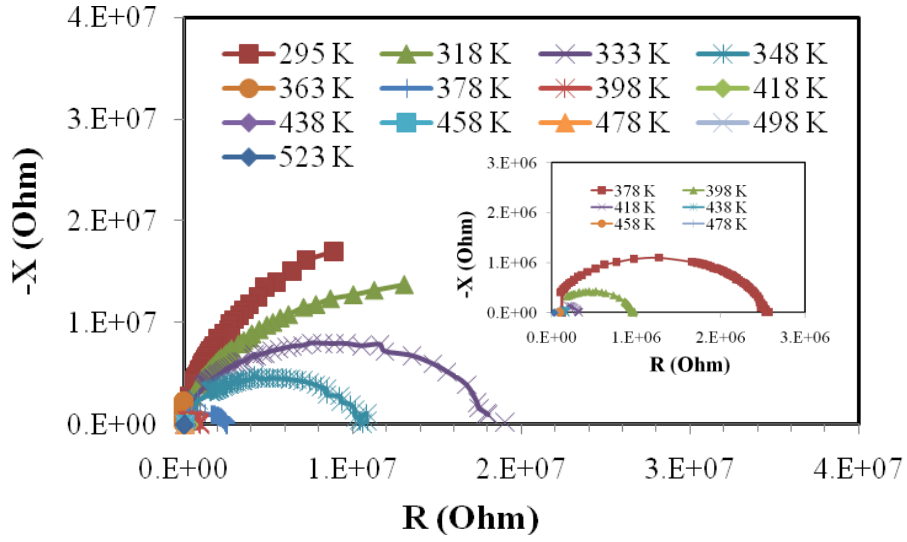 4.E+07
3.E+07
2.E+07
1.E+07
0.E+00
-X (Ohm)
295 K 318 K 333 K 348 K
363 K 378 K 398 K 418 K
438 K 458 K 478 K 498 K
523 K
3.E+06
2.E+06
1.E+06
0.E+00
-X (Ohm)
378 K 398 K
418 K 438 K
458 K 478 K
0.E+00 1.E+06 2.E+06 3.E+06
R (Ohm)
0.E+00 1.E+07 2.E+07 3.E+07 4.E+07
R (Ohm)